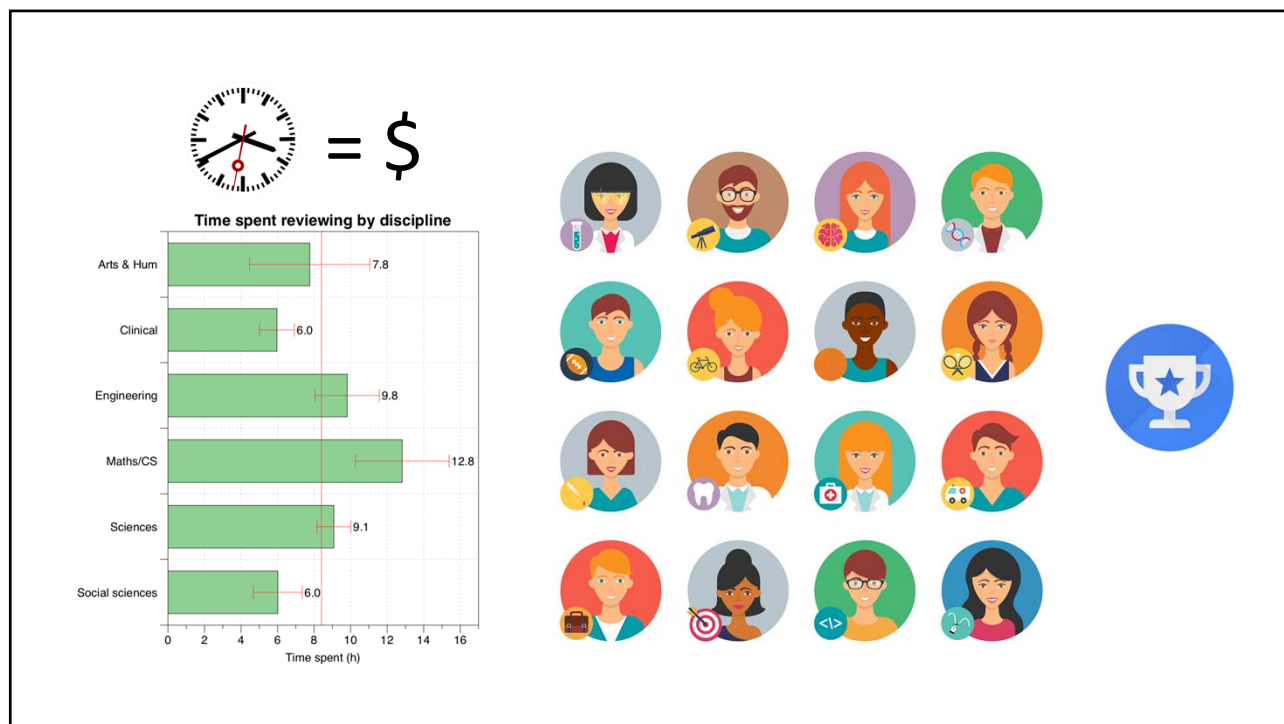 = $
Time spent reviewing by discipline
Arts & Hum
7.8
Clinical
6.0
Engineering
9.8
Maths/CS
12.8
Sciences
9.1
Social sciences
6.0
0 2 4 6 8 10 12 14 16
Time spent (h)
</>